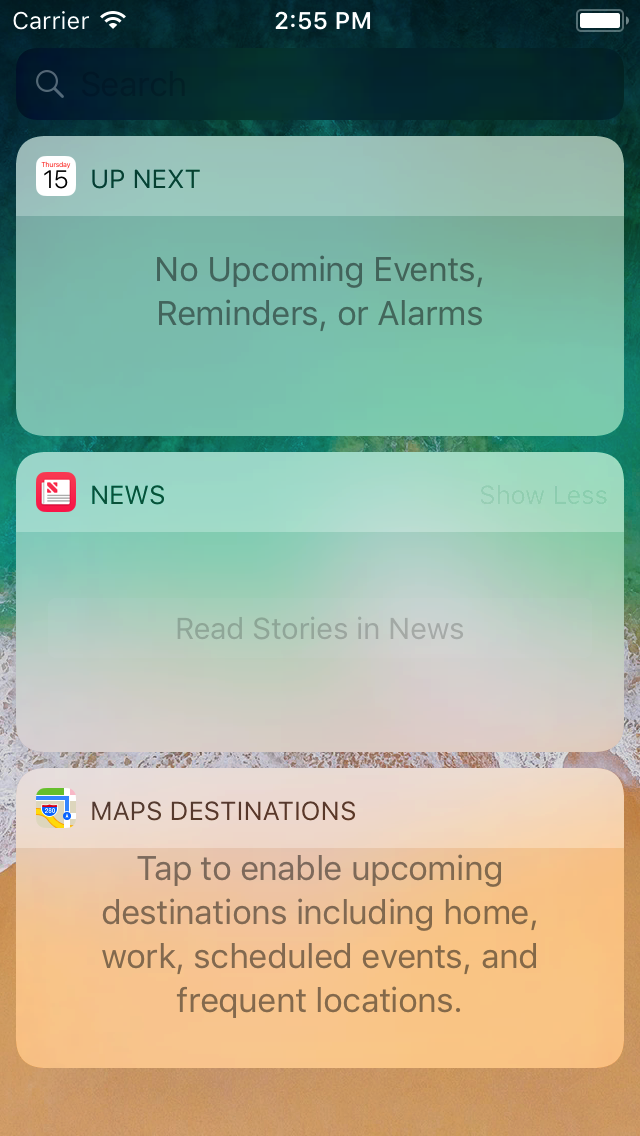 Carrier 2:55 PM
Search
Thursday
15 UP NEXT
No Upcoming Events,
Reminders, or Alarms
NEWS Show Less
Read Stories in News
280
MAPS DESTINATIONS
Tap to enable upcoming
destinations including home,
work, scheduled events, and
frequent locations.